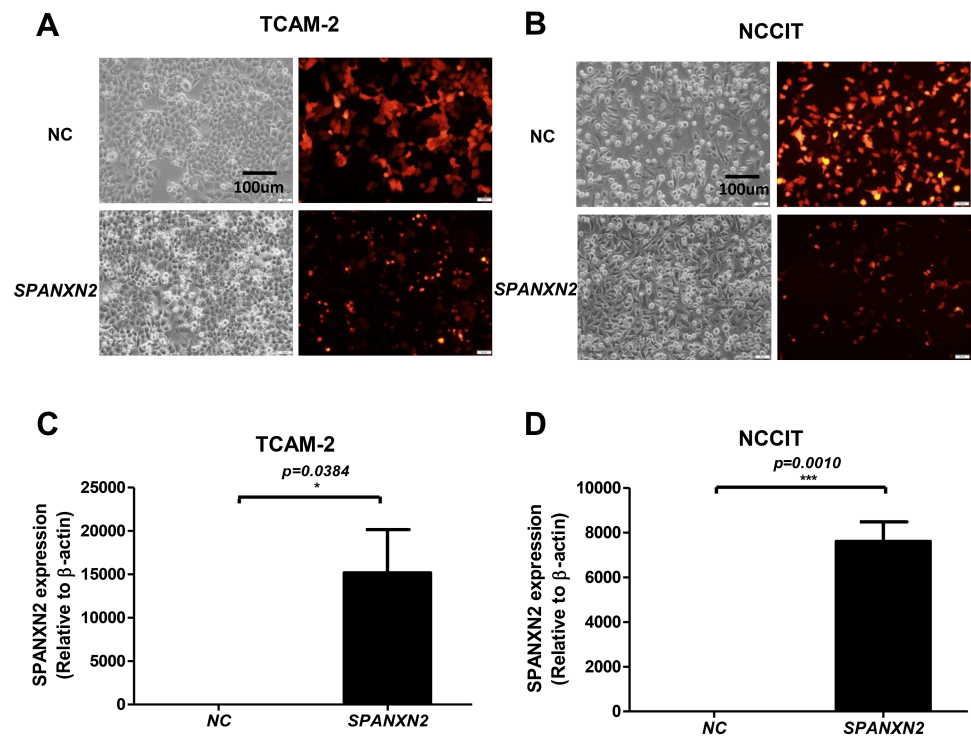 A
TCAM-2
NC
100um
SPANXN2
B
NCCIT
NC
100um
SPANXN2
C
TCAM-2
p=0.0384
*
SPANXN2 expression
(Relative to β-actin)
25000
20000
15000
10000
5000
0
NC
SPANXN2
D
NCCIT
p=0.0010
***
SPANXN2 expression
(Relative to β-actin)
10000
8000
6000
4000
2000
0
NC
SPANXN2